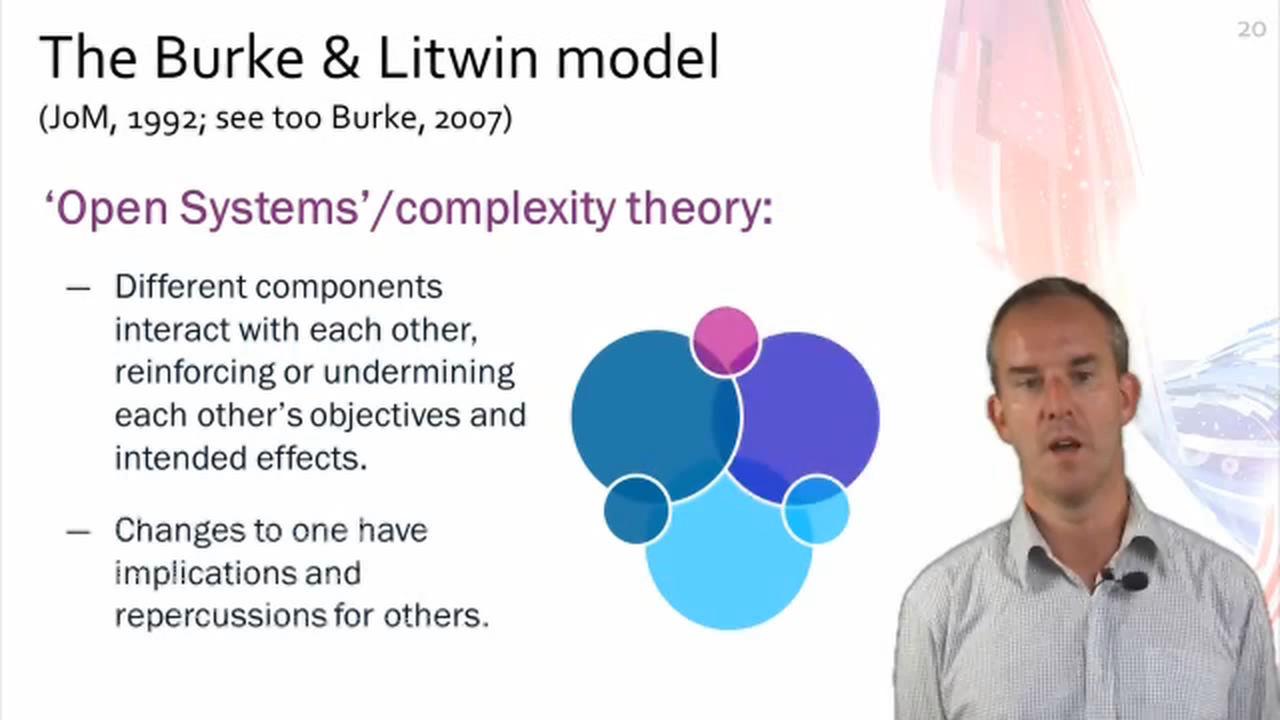 20
The Burke & Litwin model
(JoM, 1992; see too Burke, 2007)
‘Open Systems’/complexity theory:
— Different components
interact with each other,
reinforcing or undermining
each other’s objectives and
intended effects.
— Changes to one have
implications and
repercussions for others.